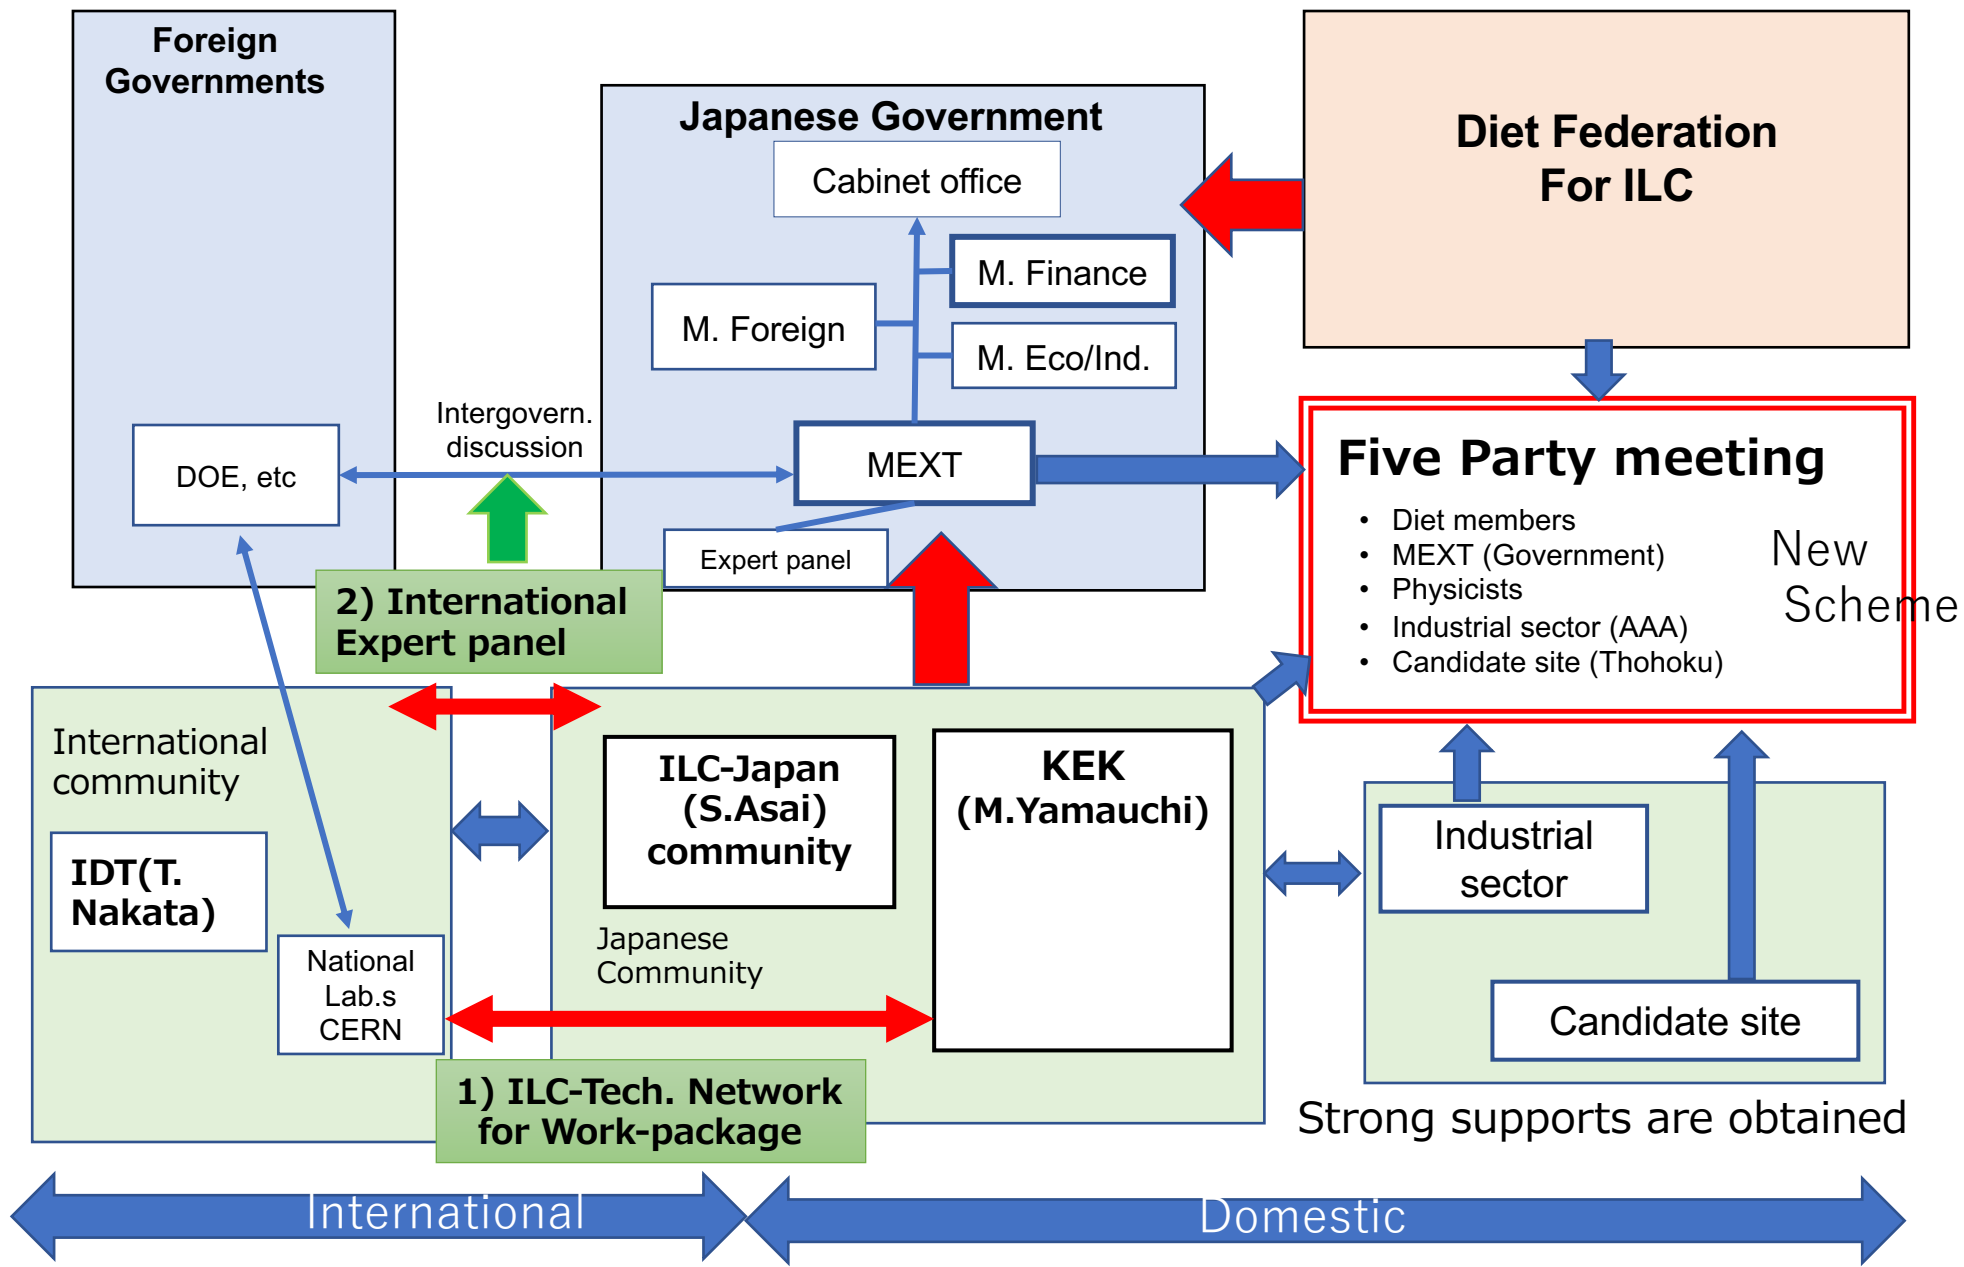 Foreign
Governments
Japanese Government
Cabinet office
M. Finance
M. Foreign
M. Eco/Ind.
Diet Federation
For ILC
Intergovern.
discussion
DOE, etc
MEXT
Expert panel
Five Party meeting
• Diet members
• MEXT (Government)
• Physicists
• Industrial sector (AAA)
• Candidate site (Thohoku)
New
Scheme
2) International
Expert panel
International
community
IDT(T.
Nakata)
National
Lab.s
CERN
ILC-Japan
(S.Asai)
community
Japanese
Community
KEK
(M.Yamauchi)
Industrial
sector
Candidate site
1) ILC-Tech. Network
for Work-package
Strong supports are obtained
International
Domestic